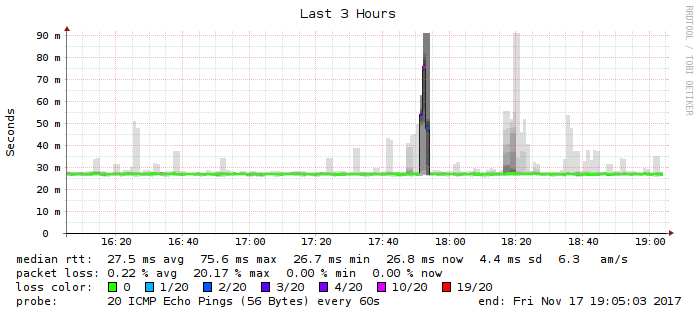 Last 3 Hours
RRDTOOL / TOBI OETIKER
Seconds
90 m
80 m
70 m
60 m
50 m
40 m
30 m
20 m
10 m
0
16:20 16:40 17:00 17:20 17:40 18:00 18:20 18:40 19:00
median rtt: 27.5 ms avg 75.6 ms max 26.7 ms min 26.8 ms now 4.4 ms sd 6.3 am/s
packet loss: 0.22 % avg 20.17 % max 0.00 % min 0.00 % now
loss color: 0 1/20 2/20 3/20 4/20 10/20 19/20
probe: 20 ICMP Echo Pings (56 Bytes) every 60s end: Fri Nov 17 19:05:03 2017